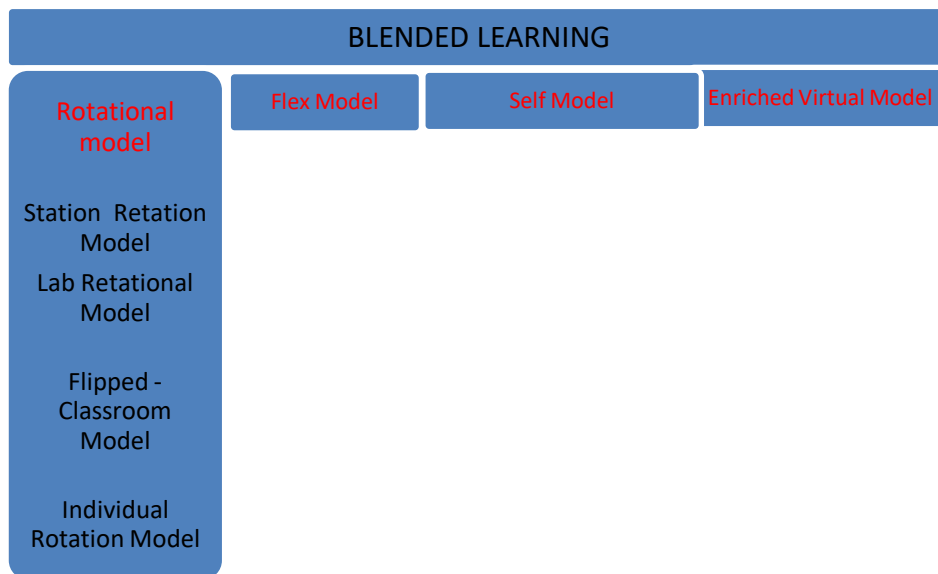 BLENDED LEARNING
Rotational
model
Flex Model
Self Model
Enriched Virtual Model
Station Retation
Model
Lab Retational
Model
Flipped -
Classroom
Model
Individual
Rotation Model